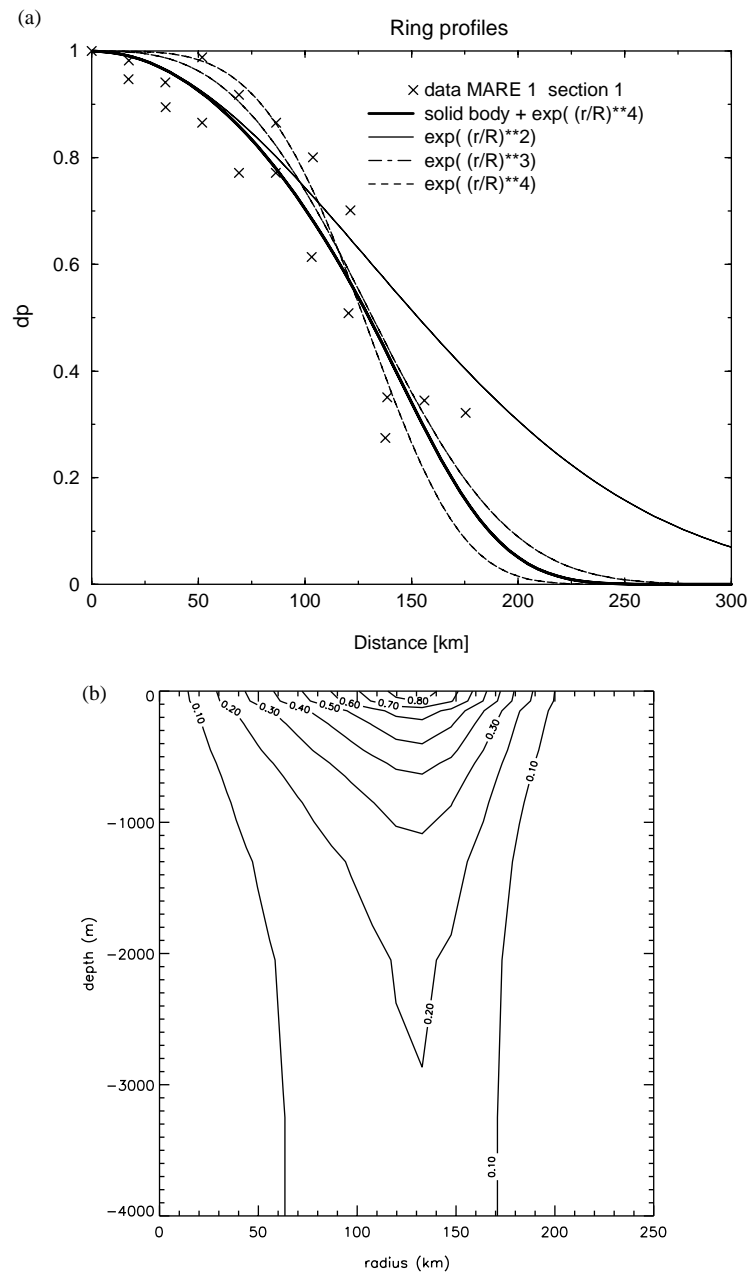 (a)
Ring profiles
data MARE 1 section 1
solid body + exp( (r/R)**4)
exp( (r/R)**2)
exp( (r/R)**3)
exp( (r/R)**4)
1
0.8
0.6
0.4
0.2
0
dp
0 50 100 150 200 250 300
Distance [km]
(b)
0
−1000
−2000
−3000
−4000
depth (m)
0.10
0.20
0.30
0.40
0.50
0.60
0.70
0.80
0.30
0.10
0.20
0.10
0 50 100 150 200 250
radius (km)